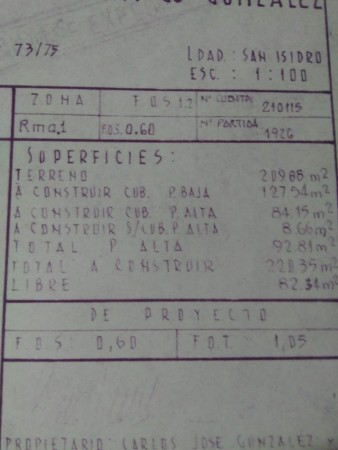 GONZALEZ
73/75
LDAD.: SAN ISIDRO
ESC.: 1:100
ZONA F.O.S. 1.2 Nº CUENTA: 210115
Rma.1 F.O.S. 0.60 Nº PARTIDA 1926
SUPERFICIES:
TERRENO 209.88 m2
A CONSTRUIR CUB. P. BAJA 127.54 m2
A CONSTRUIR CUB. P. ALTA 84.15 m2
A CONSTRUIR S/CUB. P. ALTA 8.66 m2
TOTAL P. ALTA 92.81 m2
TOTAL A CONSTRUIR 220.35 m2
LIBRE 82.34 m2
DE PROYECTO
F.O.S: 0,60 F.O.T.: 1,05
PROPIETARIO: CARLOS JOSE GONZALEZ Y